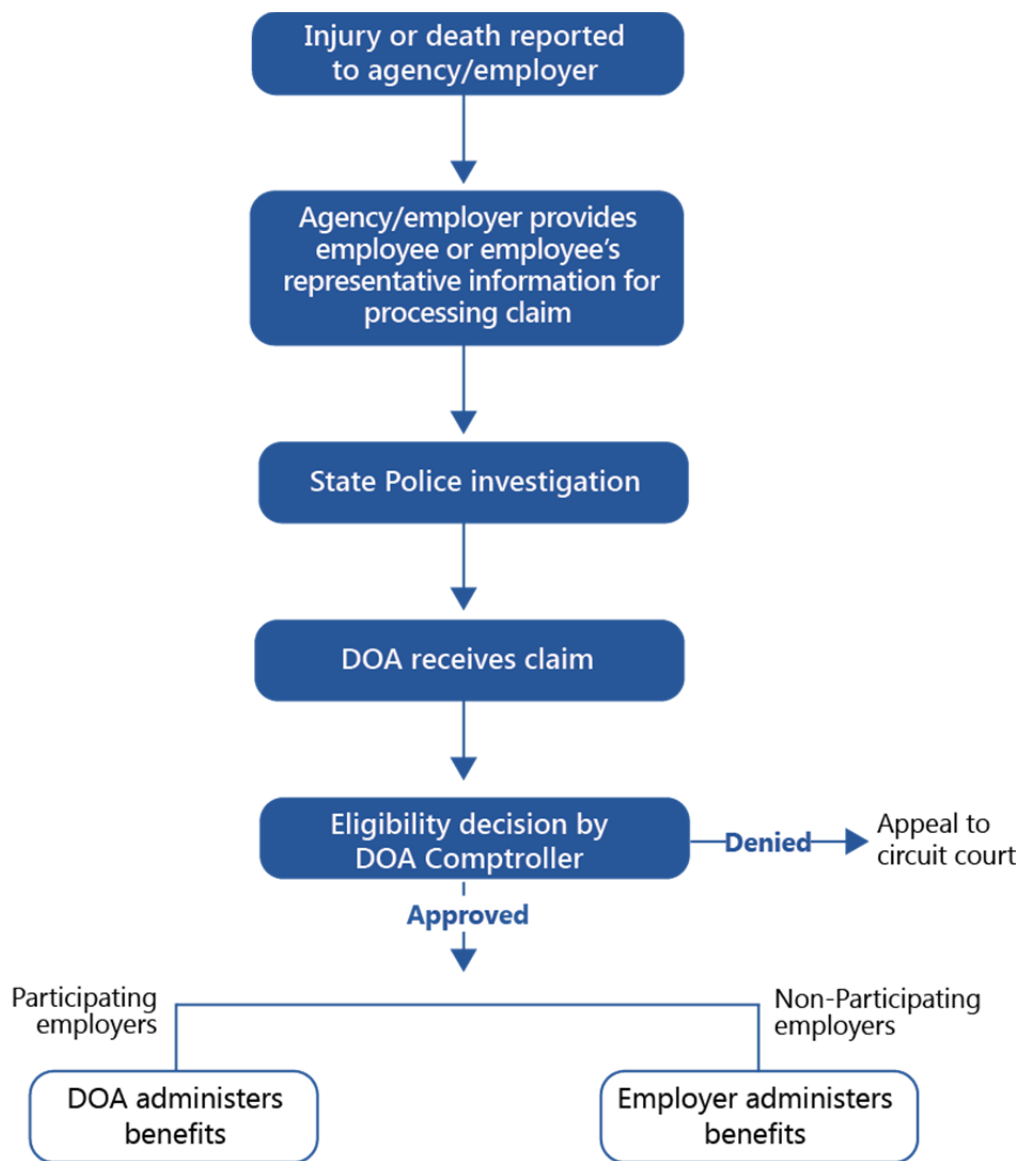 Injury or death reported
to agency/employer
Agency/employer provides
employee or employee‘s
representative information for
processing claim
State Police investigation
DOA receives claim
Eligibility decision by
DOA Comptroller
Denied
Appeal to
circuit court
Approved
Participating
employers
Non-Participating
employers
DOA administers
benefits
Employer administers
benefits